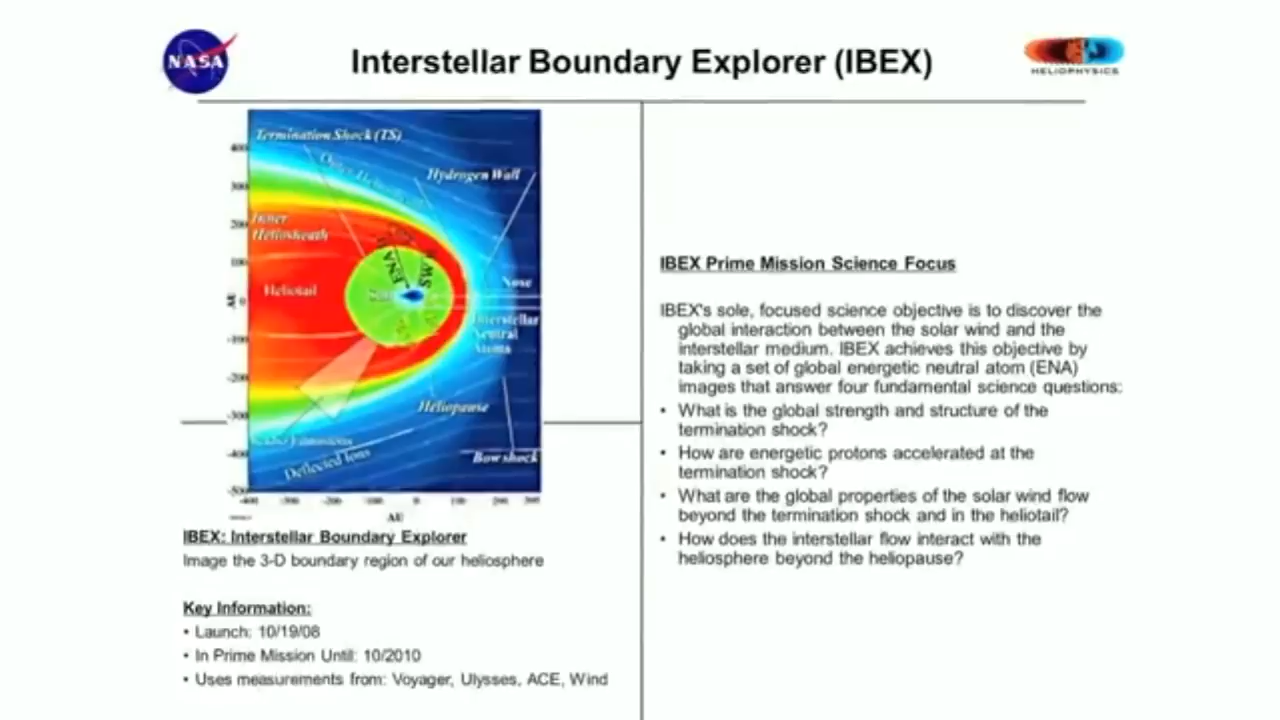 NASA
Interstellar Boundary Explorer (IBEX)
HELIOPHYSICS
Termination Shock (TS)
Hydrogen Wall
Inner
Heliosheath
ENA
Heliotail
Nose
Interstellar
Neutral
Atoms
Heliopause
Deflected Ions
Bow shock
AU
IBEX: Interstellar Boundary Explorer
Image the 3-D boundary region of our heliosphere
Key Information:
• Launch: 10/19/08
• In Prime Mission Until: 10/2010
• Uses measurements from: Voyager, Ulysses, ACE, Wind
IBEX Prime Mission Science Focus
IBEX's sole, focused science objective is to discover the
global interaction between the solar wind and the
interstellar medium. IBEX achieves this objective by
taking a set of global energetic neutral atom (ENA)
images that answer four fundamental science questions:
• What is the global strength and structure of the
termination shock?
• How are energetic protons accelerated at the
termination shock?
• What are the global properties of the solar wind flow
beyond the termination shock and in the heliotail?
• How does the interstellar flow interact with the
heliosphere beyond the heliopause?